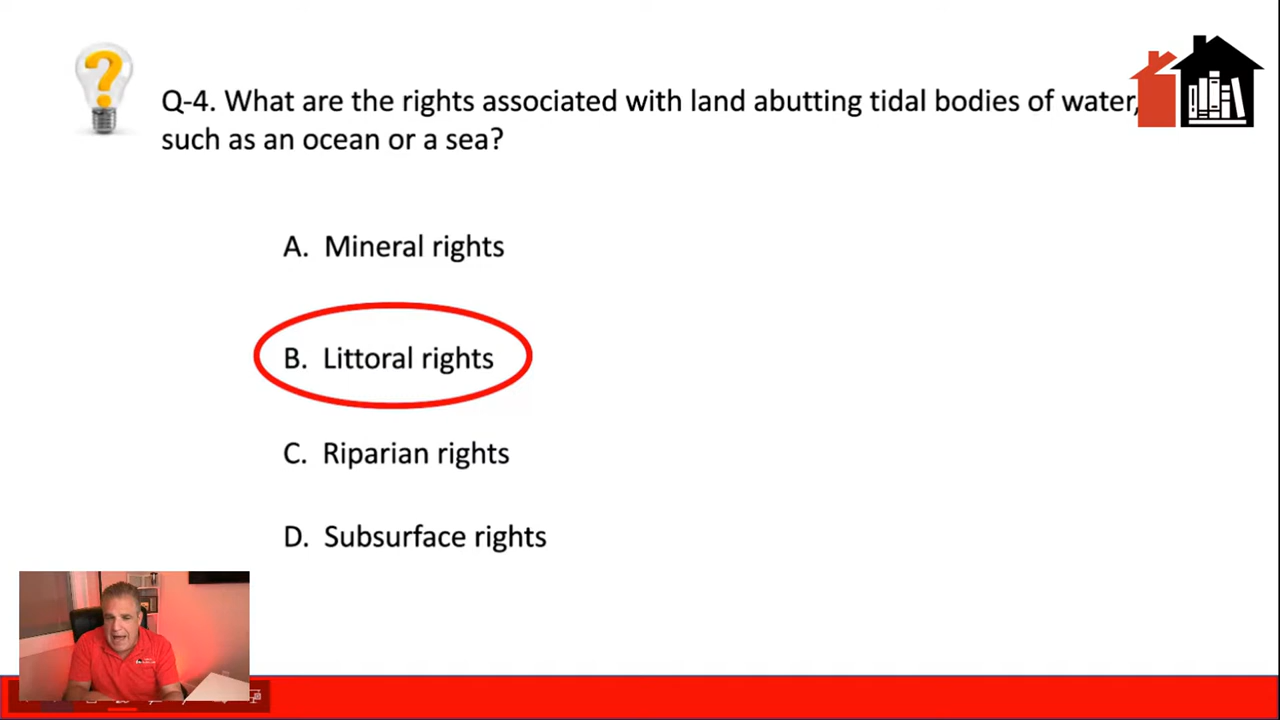 Q-4. What are the rights associated with land abutting tidal bodies of water,
such as an ocean or a sea?
A. Mineral rights
B. Littoral rights
C. Riparian rights
D. Subsurface rights